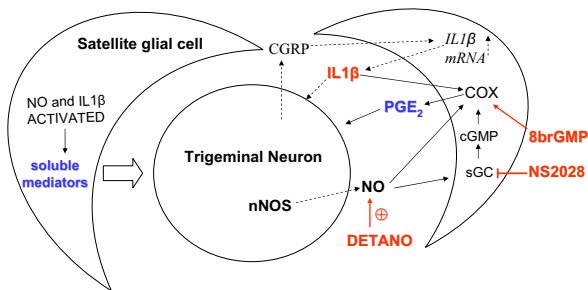 Satellite glial cell
CGRP
IL1β
mRNA
IL1β
NO and IL1β
ACTIVATED
COX
PGE2
8brGMP
cGMP
soluble
mediators
Trigeminal Neuron
sGC
NS2028
nNOS
NO
⊕
DETANO